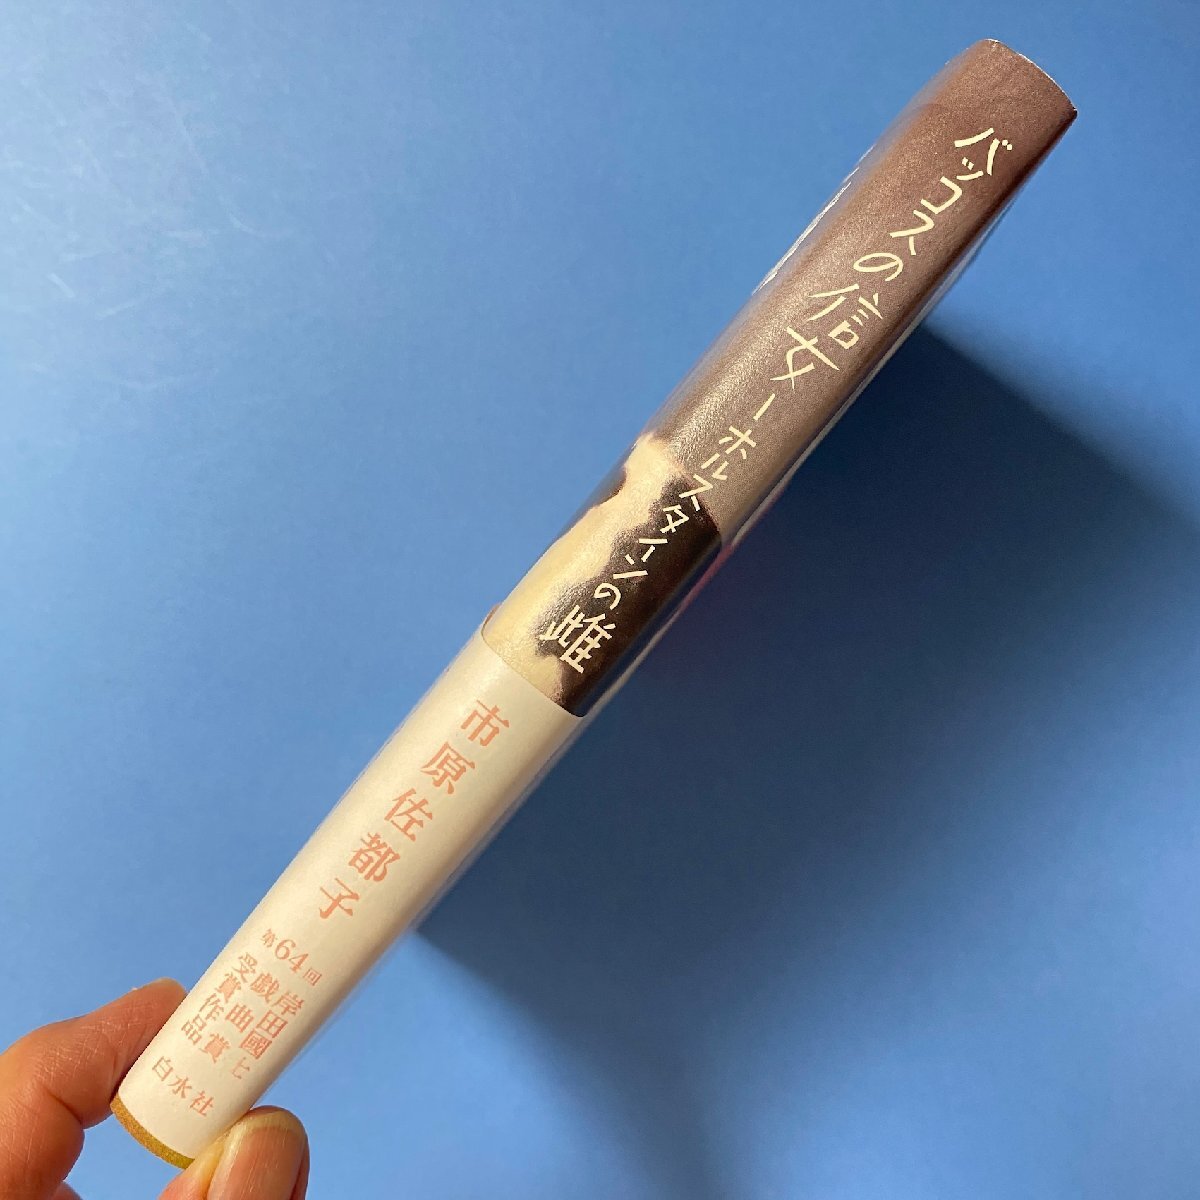 バッコスの信女ーホルスタインの雌
市原佐都子
第64回
岸田國士
戯曲賞
受賞作品
白水社